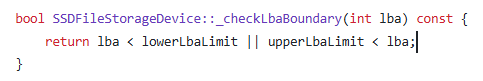 bool SSDFileStorageDevice::_checkLbaBoundary(int lba) const {
    return lba < lowerLbaLimit || upperLbaLimit < lba;
}